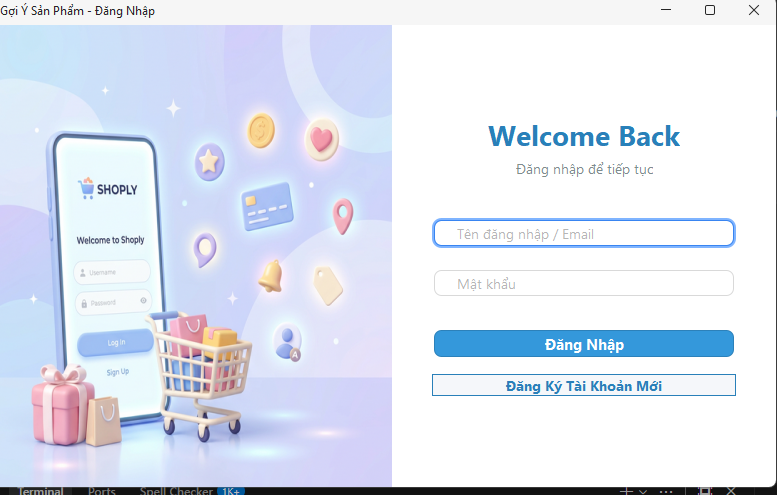 Gợi Ý Sản Phẩm - Đăng Nhập
SHOPLY
Welcome to Shoply
Username
Password
Log in
Sign Up
A
Welcome Back
Đăng nhập để tiếp tục
Tên đăng nhập / Email
Mật khẩu
Đăng Nhập
Đăng Ký Tài Khoản Mới
Terminal Ports Spell Checker 1K+